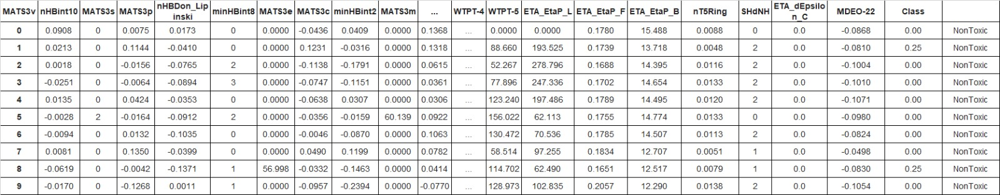 MATS3v nHBint10 MATS3s MATS3p nHBDon_Lip minHBint8 MATS3e MATS3c minHBint2 MATS3m ... WTPT-4 WTPT-5 ETA_EtaP_L ETA_EtaP_F ETA_EtaP_B nT5Ring SHdNH ETA_dEpsilo MDEO-22 Class
inski n_C
0 0.0908 0 0.0075 0.0173 0 0.0000 -0.0436 0.0409 0.0000 0.1368 ... 0.0000 0.0000 0.1780 15.488 0.0088 0 0.0 -0.0868 0.00 NonToxic
1 0.0213 0 0.1144 -0.0410 0 0.0000 0.1231 -0.0316 0.0000 0.1318 ... 88.660 193.525 0.1739 13.718 0.0048 2 0.0 -0.0810 0.25 NonToxic
2 0.0018 0 -0.0156 -0.0765 2 0.0000 -0.1138 -0.1791 0.0000 0.0615 ... 52.267 278.796 0.1688 14.395 0.0116 2 0.0 -0.1004 0.00 NonToxic
3 -0.0251 0 -0.0064 -0.0894 3 0.0000 -0.0747 -0.1151 0.0000 0.0361 ... 77.896 247.336 0.1702 14.654 0.0133 2 0.0 -0.1010 0.00 NonToxic
4 0.0135 0 0.0424 -0.0353 0 0.0000 -0.0638 0.0307 0.0000 0.0306 ... 123.240 197.486 0.1789 14.495 0.0120 2 0.0 -0.1071 0.00 NonToxic
5 -0.0028 2 -0.0164 -0.0912 2 0.0000 -0.0356 -0.0159 60.139 0.0922 ... 156.022 62.113 0.1755 14.774 0.0133 0 0.0 -0.0980 0.00 NonToxic
6 -0.0094 0 0.0132 -0.1035 0 0.0000 -0.0046 -0.0870 0.0000 0.1063 ... 130.472 70.536 0.1785 14.507 0.0113 2 0.0 -0.0824 0.00 NonToxic
7 0.0081 0 0.1350 -0.0399 0 0.0000 0.0490 0.1199 0.0000 0.0782 ... 58.514 97.255 0.1834 12.707 0.0051 1 0.0 -0.0498 0.00 NonToxic
8 -0.0619 0 -0.0042 -0.1371 1 56.998 -0.0332 -0.1463 0.0000 0.0414 ... 114.702 62.490 0.1651 12.517 0.0079 1 0.0 -0.0830 0.25 NonToxic
9 -0.0170 0 -0.1268 0.0011 1 0.0000 -0.0957 -0.2394 0.0000 -0.0770 ... 128.973 102.835 0.2057 12.290 0.0138 2 0.0 -0.1054 0.00 NonToxic